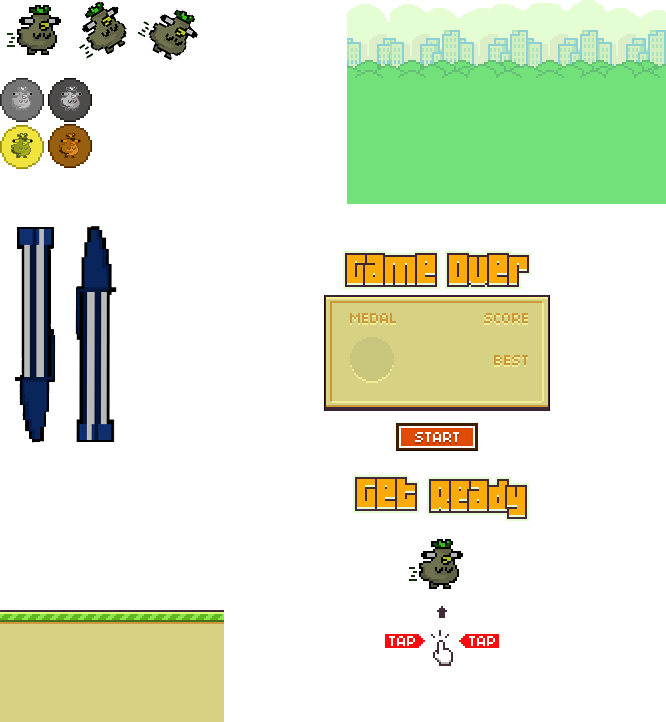 Game Over
MEDAL SCORE
BEST
START
Get Ready
TAP TAP